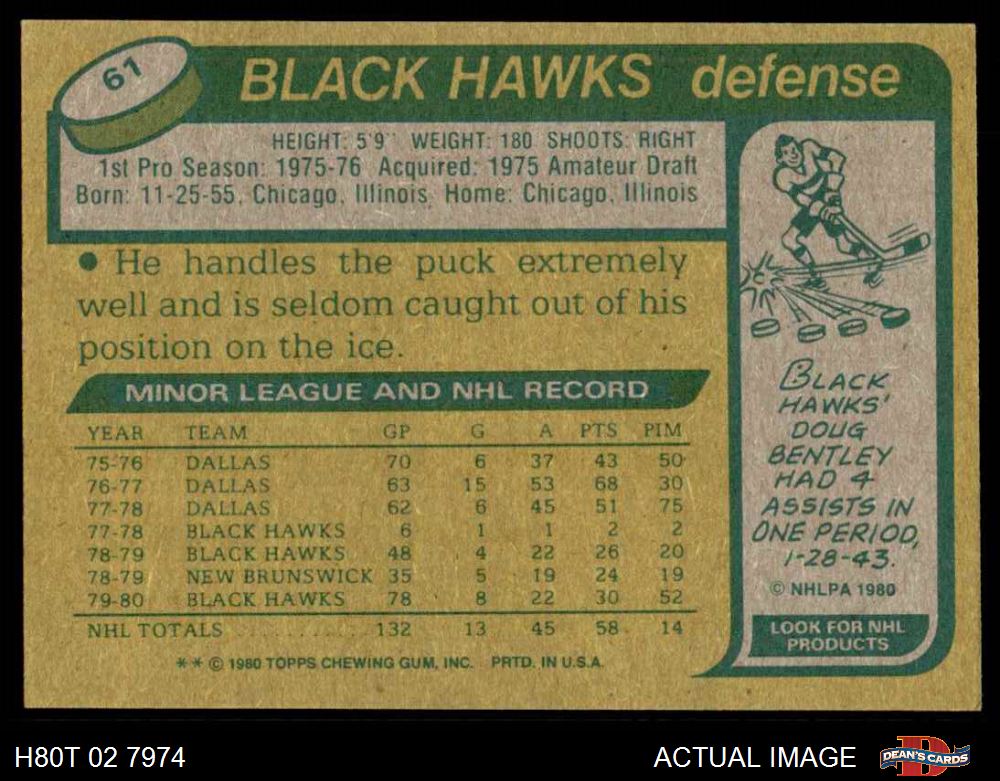 61
BLACK HAWKS defense
HEIGHT: 5'9" WEIGHT: 180 SHOOTS: RIGHT
1st Pro Season: 1975-76 Acquired: 1975 Amateur Draft
Born: 11-25-55, Chicago, Illinois Home: Chicago, Illinois
• He handles the puck extremely
well and is seldom caught out of his
position on the ice.
MINOR LEAGUE AND NHL RECORD
YEAR TEAM GP G A PTS PIM
75-76 DALLAS 70 6 37 43 50
76-77 DALLAS 63 15 53 68 30
77-78 DALLAS 62 6 45 51 75
77-78 BLACK HAWKS 6 1 1 2 2
78-79 BLACK HAWKS 48 4 22 26 20
78-79 NEW BRUNSWICK 35 5 19 24 19
79-80 BLACK HAWKS 78 8 22 30 52
NHL TOTALS .......... 132 13 45 58 14
** © 1980 TOPPS CHEWING GUM, INC. PRTD. IN U.S.A.
BLACK
HAWKS'
DOUG
BENTLEY
HAD 4
ASSISTS IN
ONE PERIOD,
1-28-43.
© NHLPA 1980
LOOK FOR NHL
PRODUCTS
H80T 02 7974
ACTUAL IMAGE
D
DEAN'S CARDS